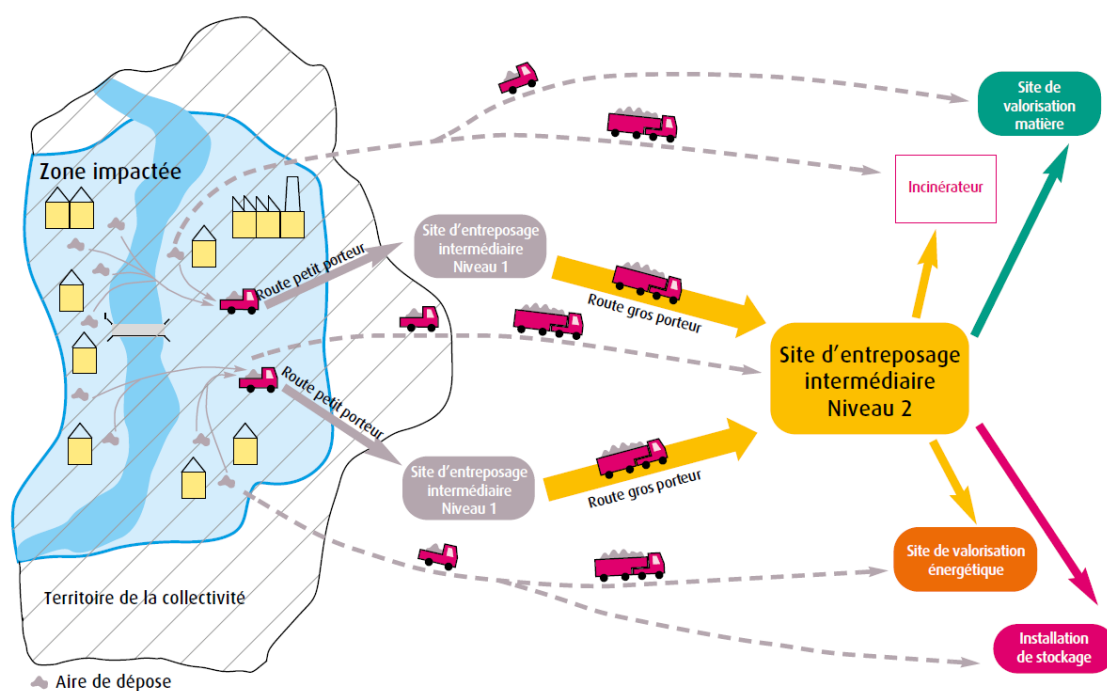 Site de
valorisation
matière
Zone impactée
Incinérateur
Site d'entreposage
intermédiaire
Niveau 1
Route petit porteur
Route gros porteur
Site d'entreposage
intermédiaire
Niveau 2
Route petit porteur
Site d'entreposage
intermédiaire
Niveau 1
Route gros porteur
Site de valorisation
énergétique
Territoire de la collectivité
Installation
de stockage
Aire de dépose